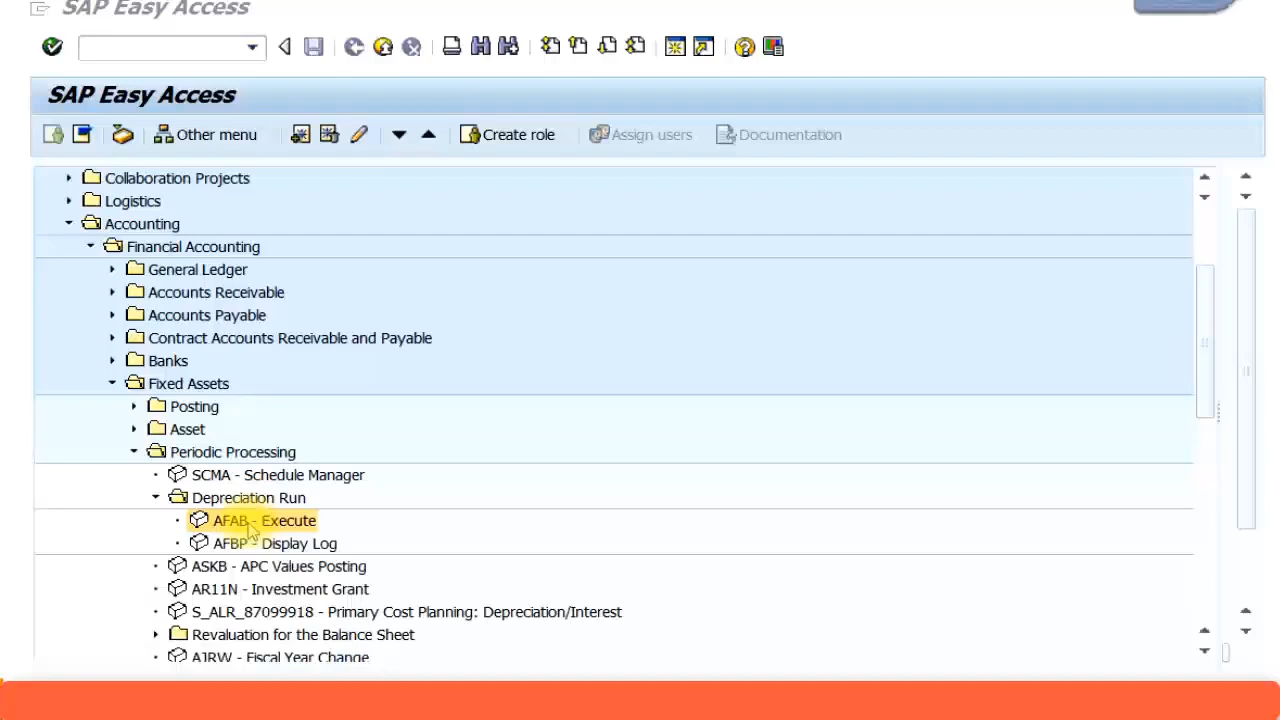 SAP Easy Access
SAP Easy Access
Other menu Create role Assign users Documentation
Collaboration Projects
Logistics
Accounting
Financial Accounting
General Ledger
Accounts Receivable
Accounts Payable
Contract Accounts Receivable and Payable
Banks
Fixed Assets
Posting
Asset
Periodic Processing
SCMA - Schedule Manager
Depreciation Run
AFAB - Execute
AFBP - Display Log
ASKB - APC Values Posting
AR11N - Investment Grant
S_ALR_87099918 - Primary Cost Planning: Depreciation/Interest
Revaluation for the Balance Sheet
AJRW - Fiscal Year Change